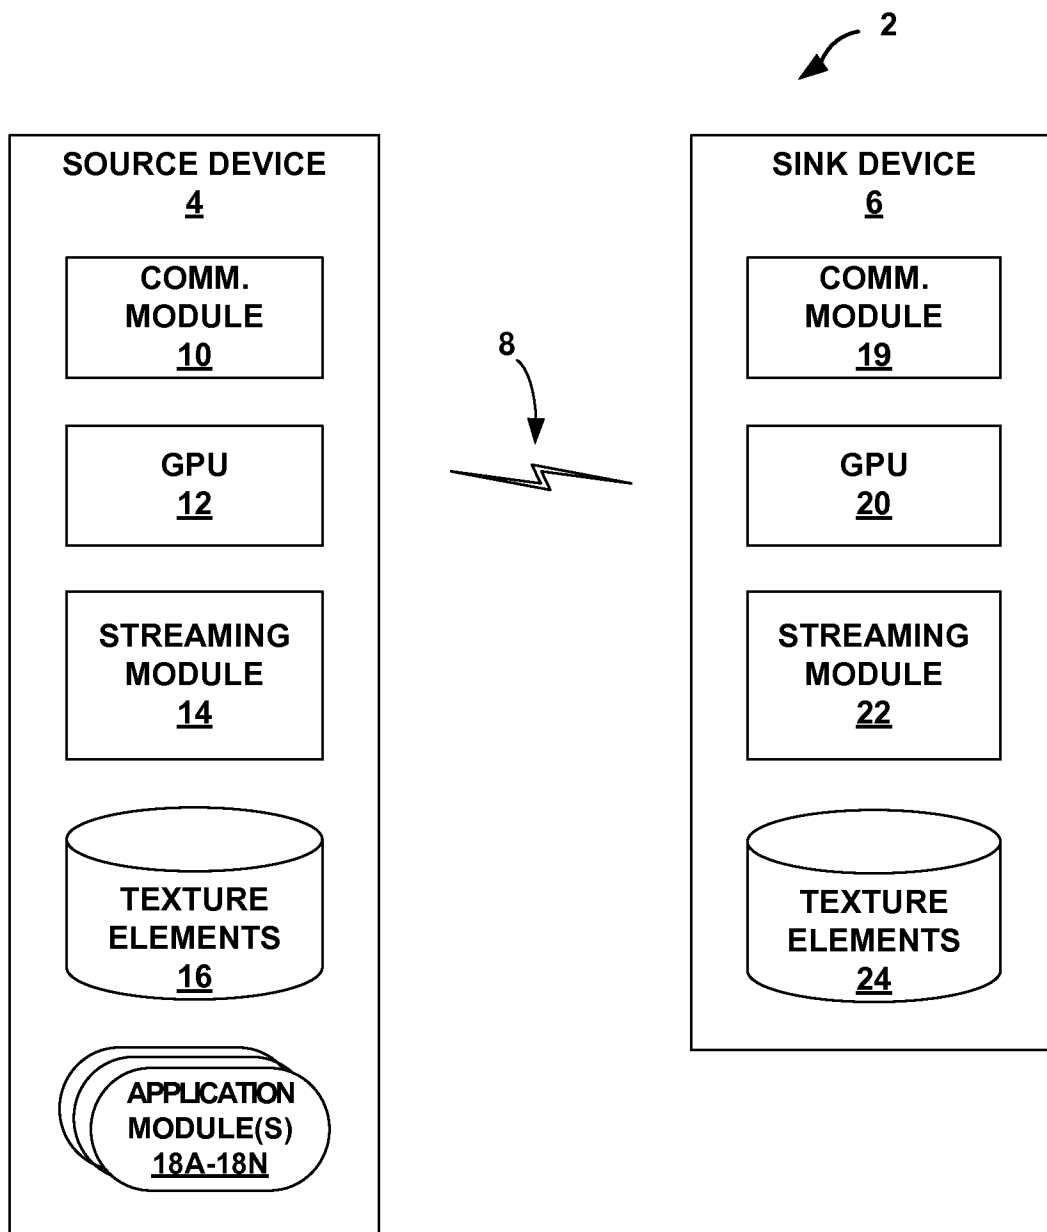 2
SOURCE DEVICE
4
COMM.
MODULE
10
GPU
12
STREAMING
MODULE
14
TEXTURE
ELEMENTS
16
APPLICATION
MODULE(S)
18A-18N
8
SINK DEVICE
6
COMM.
MODULE
19
GPU
20
STREAMING
MODULE
22
TEXTURE
ELEMENTS
24